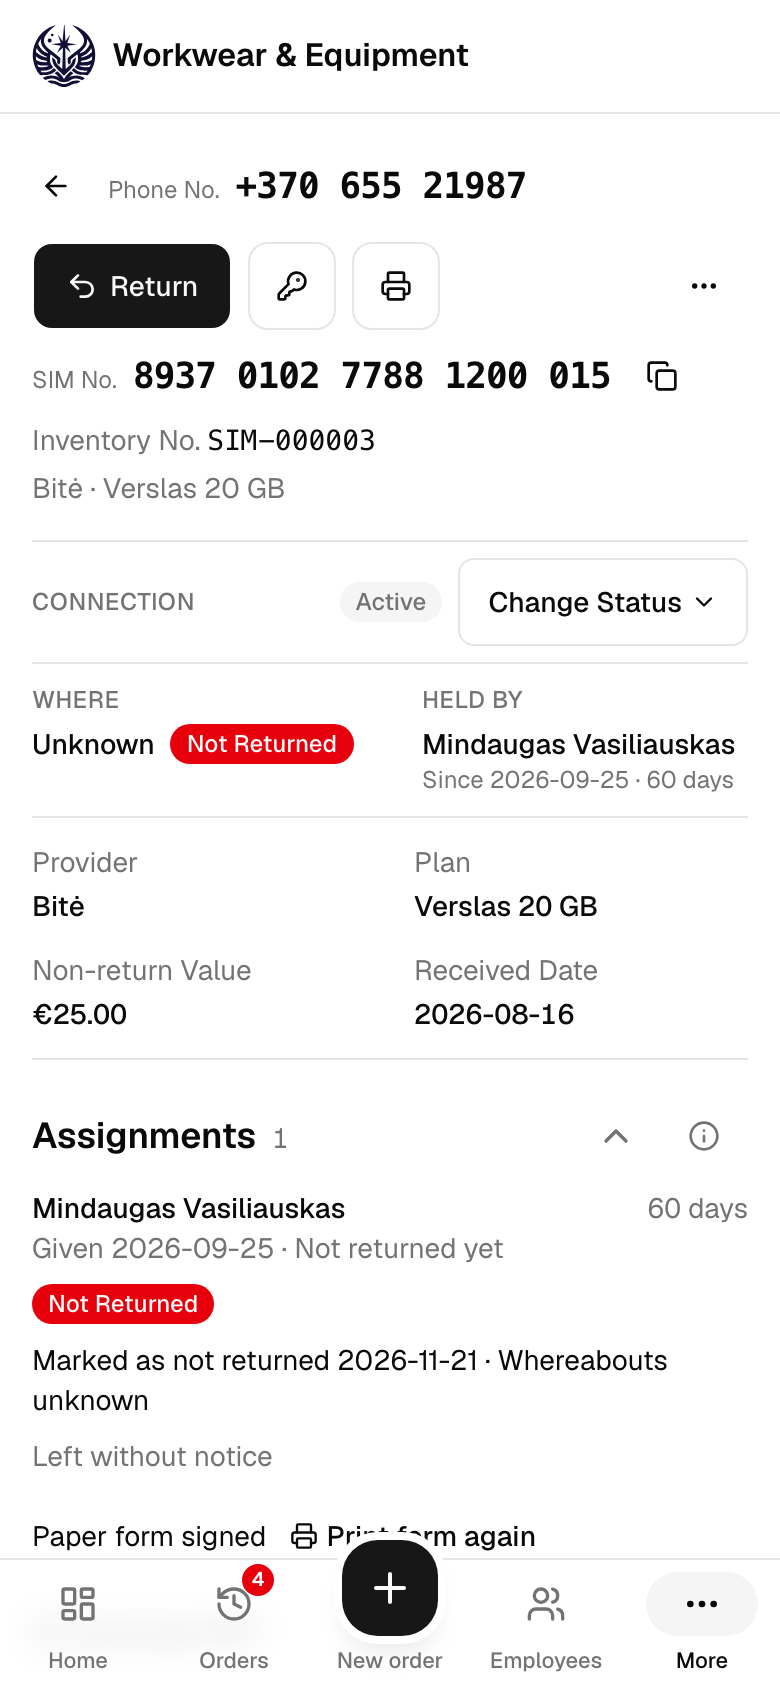 Workwear & Equipment
Phone No. +370 655 21987
Return
SIM No. 8937 0102 7788 1200 015
Inventory No. SIM-000003
Bitė · Verslas 20 GB
CONNECTION Active Change Status
WHERE HELD BY
Unknown Not Returned Mindaugas Vasiliauskas
Since 2026-09-25 · 60 days
Provider Plan
Bitė Verslas 20 GB
Non-return Value Received Date
€25.00 2026-08-16
Assignments 1
Mindaugas Vasiliauskas 60 days
Given 2026-09-25 · Not returned yet
Not Returned
Marked as not returned 2026-11-21 · Whereabouts
unknown
Left without notice
Paper form signed Print form again
4
Home Orders New order Employees More